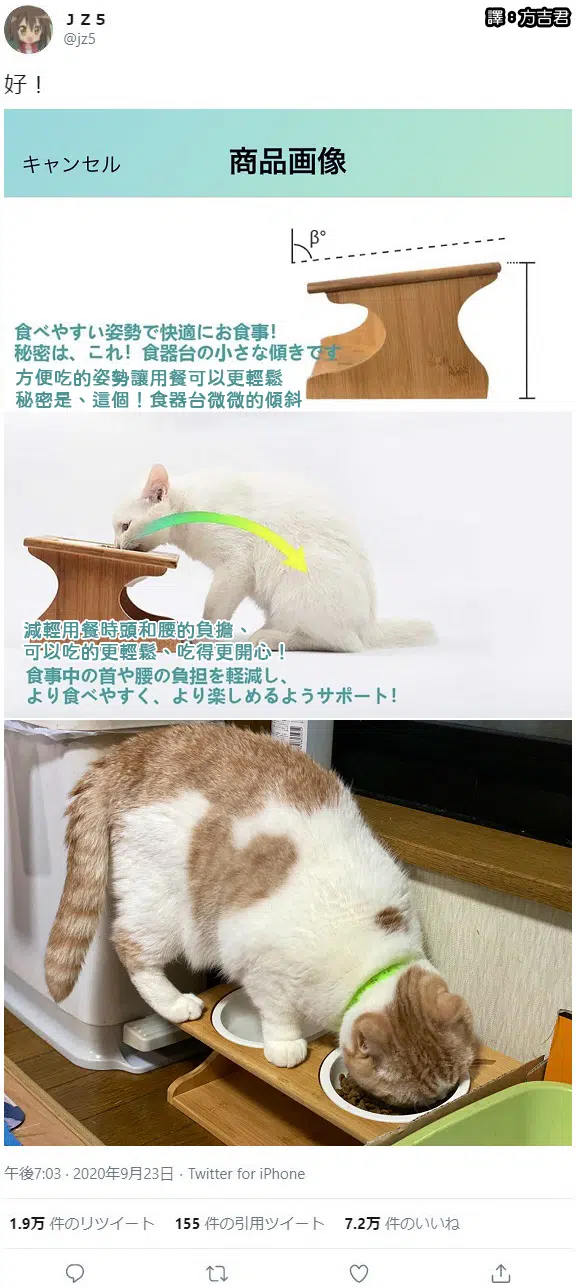 ＪＺ５
譯：方吉君
@jz5
好！
キャンセル
商品画像
β°
食べやすい姿勢で快適にお食事!
秘密は、これ! 食器台の小さな傾きです
方便吃的姿勢讓用餐可以更輕鬆
秘密是、這個！食器台微微的傾斜
減輕用餐時頭和腰的負擔、
可以吃的更輕鬆、吃得更開心！
食事中の首や腰の負担を軽減し、
より食べやすく、より楽しめるようサポート!
午後7:03 · 2020年9月23日 · Twitter for iPhone
1.9万 件のリツイート 155 件の引用ツイート 7.2万 件のいいね